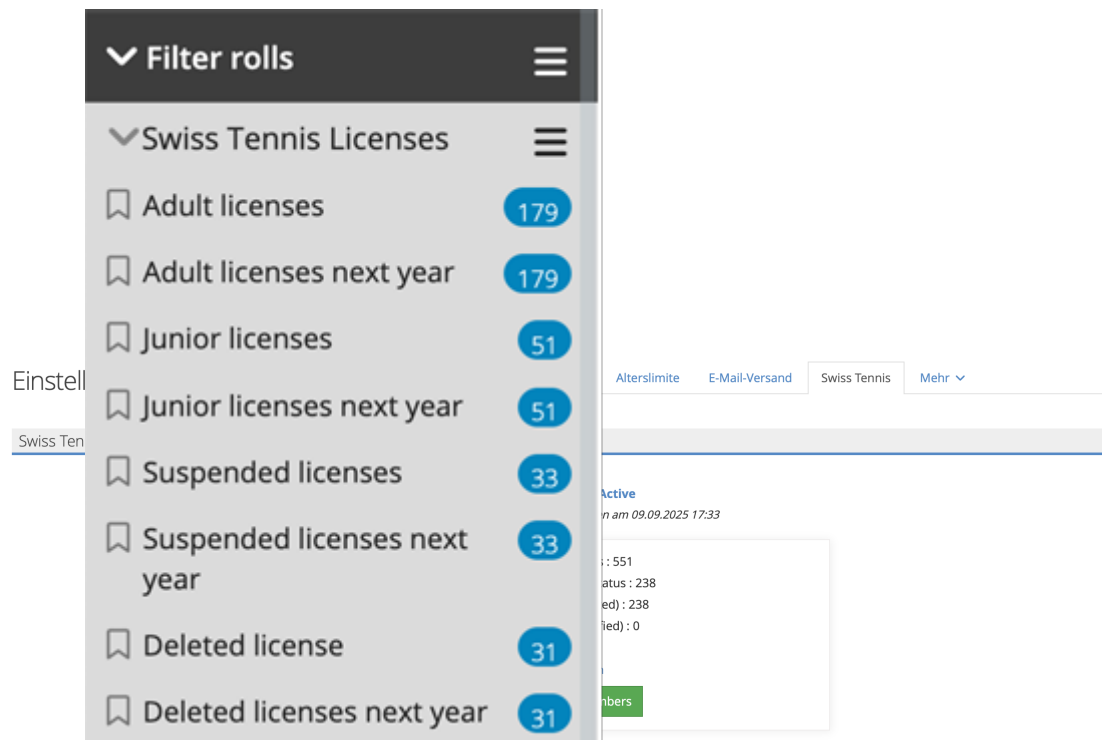 Filter rolls
Swiss Tennis Licenses
Adult licenses 179
Adult licenses next year 179
Junior licenses 51
Junior licenses next year 51
Suspended licenses 33
Suspended licenses next 33
year
Deleted license 31
Deleted licenses next year 31
Einstell
Alterslimite E-Mail-Versand Swiss Tennis Mehr
Swiss Ten
Active
n am 09.09.2025 17:33
: 551
atus : 238
ed) : 238
fied) : 0
nbers